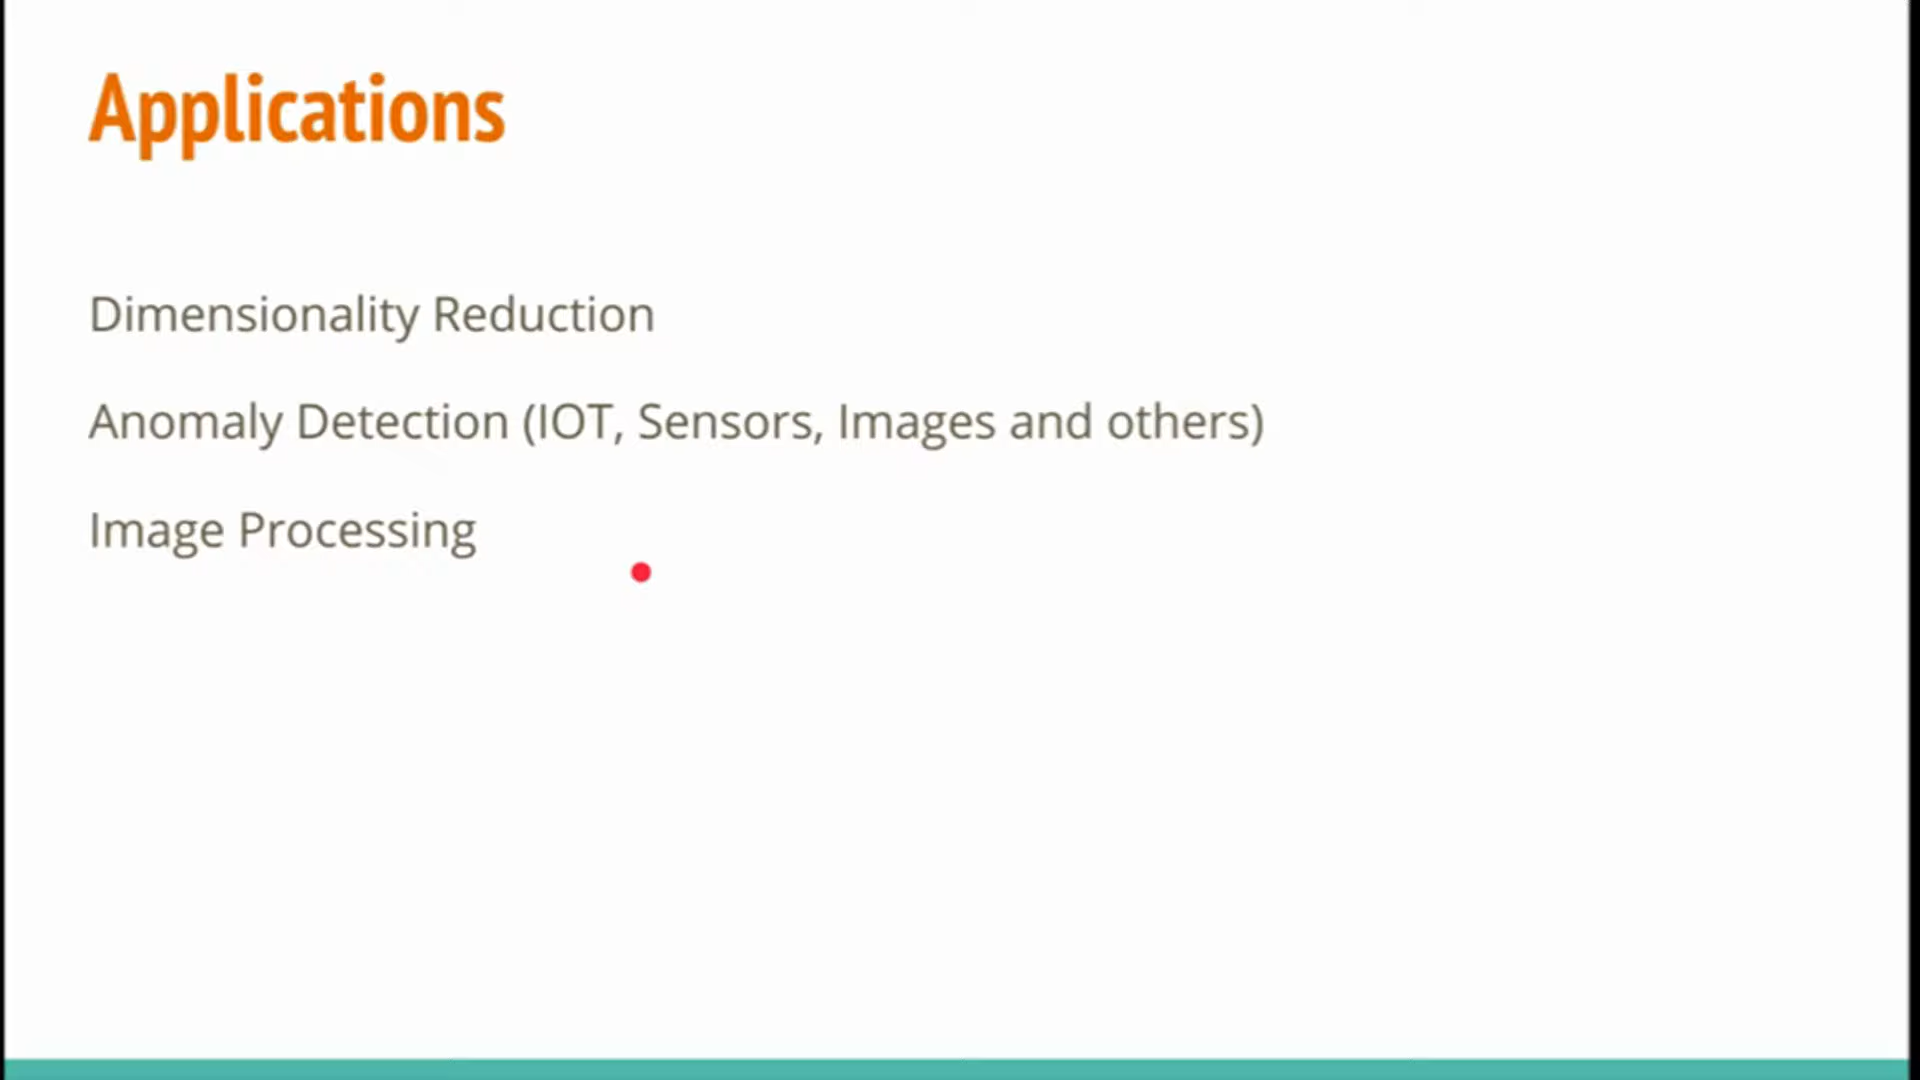 Applications
Dimensionality Reduction
Anomaly Detection (IOT, Sensors, Images and others)
Image Processing